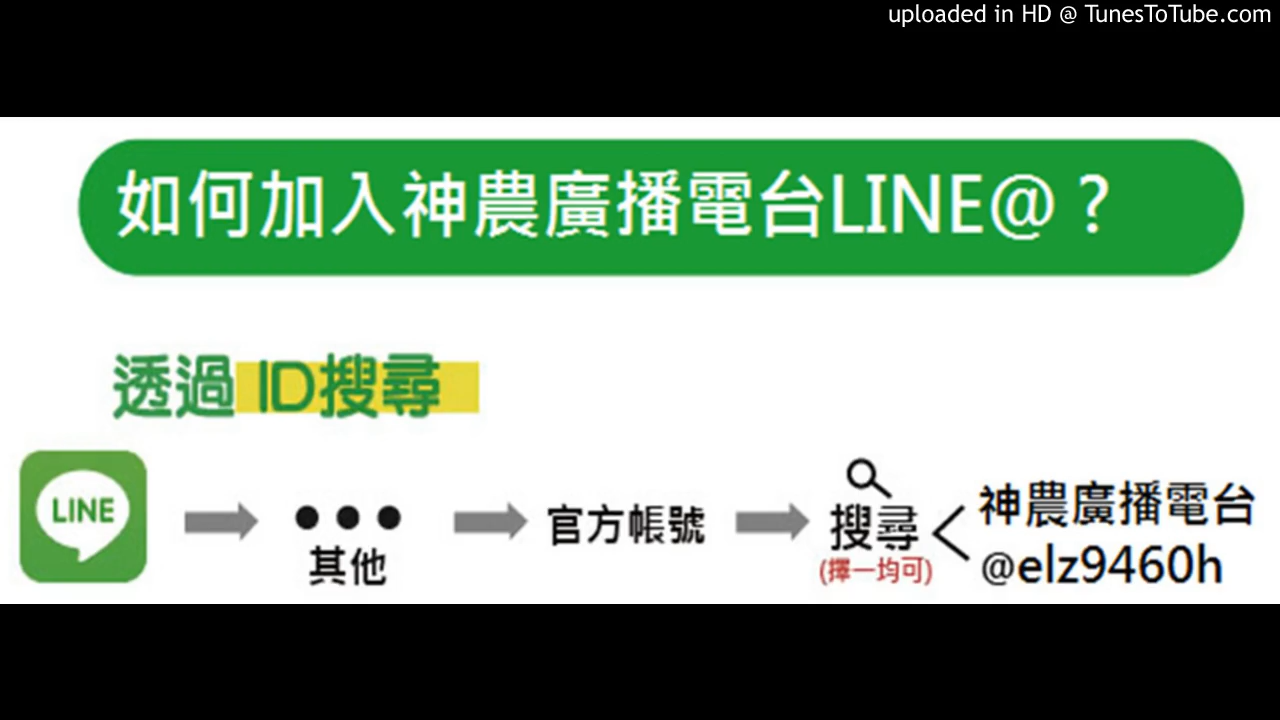 uploaded in HD @ TunesToTube.com
如何加入神農廣播電台LINE@？
透過 ID搜尋
LINE
其他
官方帳號
搜尋
(擇一均可)
神農廣播電台
@elz9460h